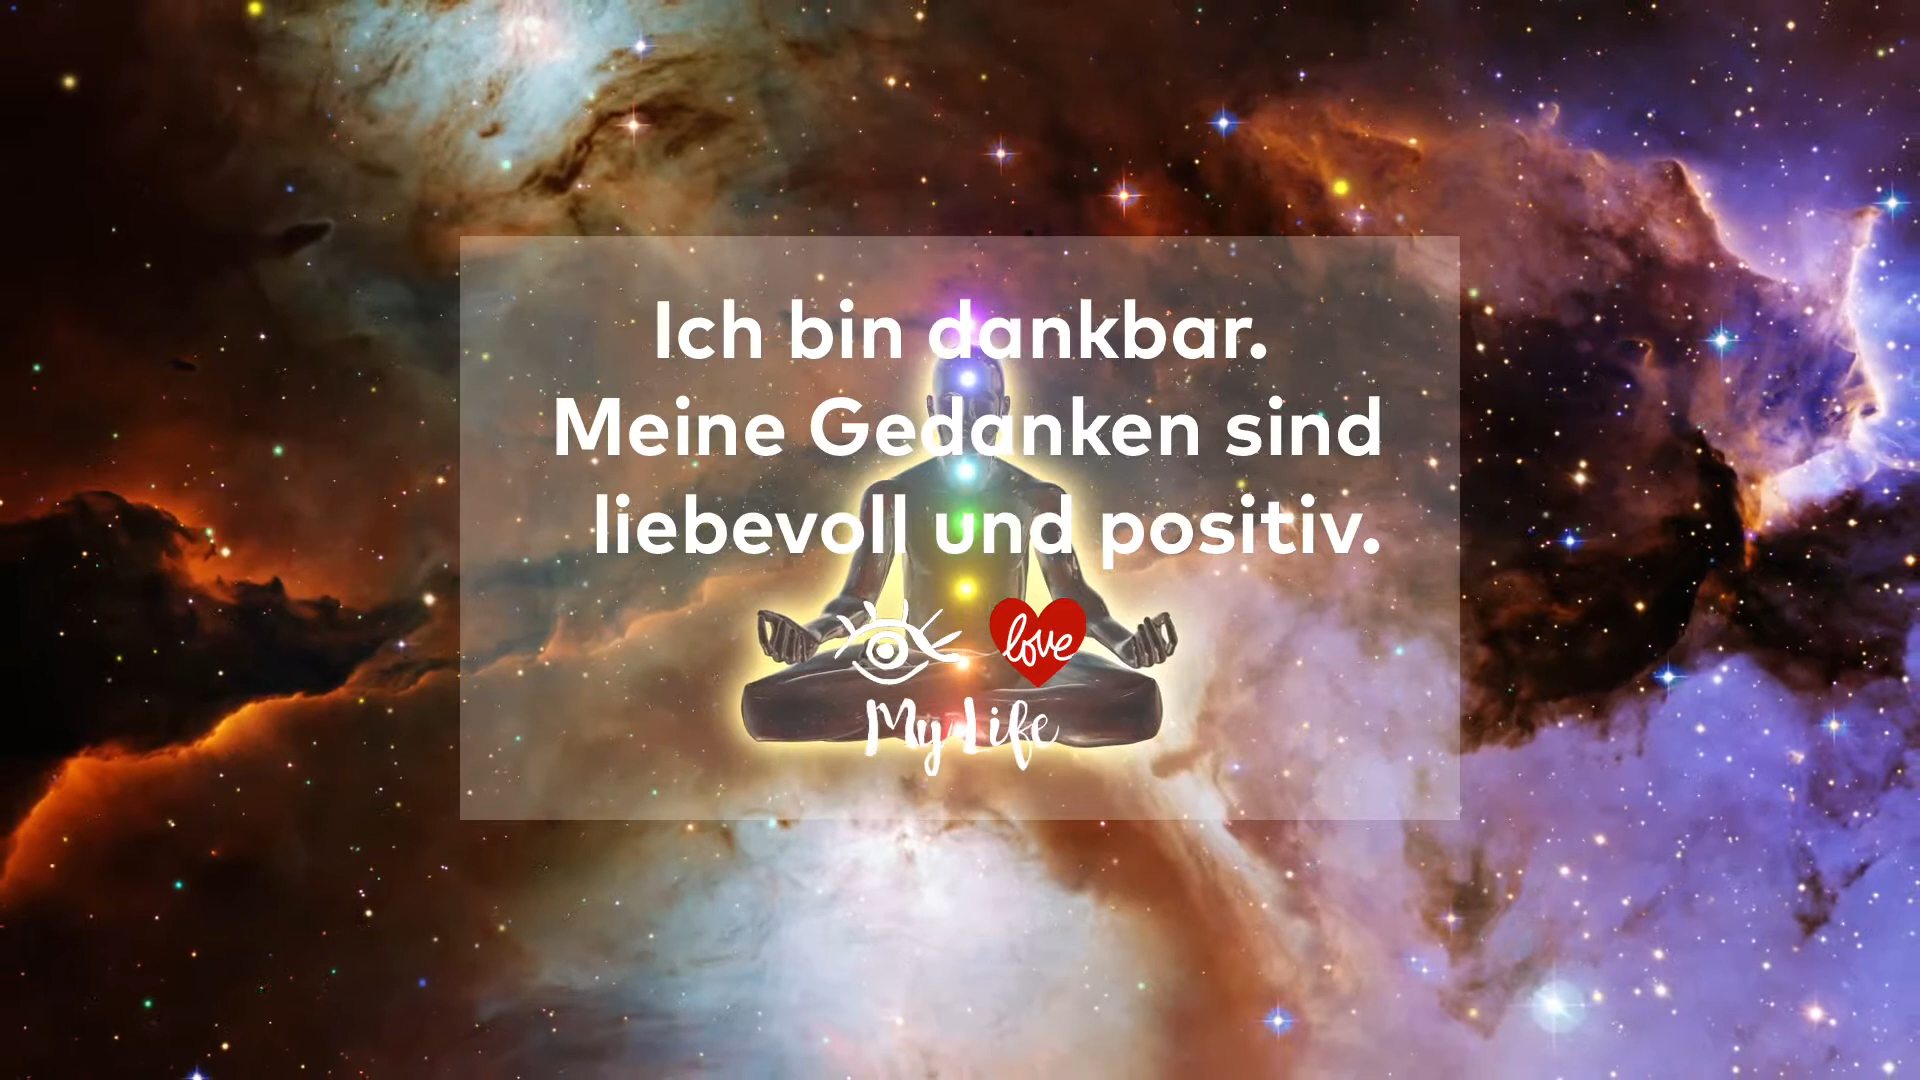 Ich bin dankbar.
Meine Gedanken sind
liebevoll und positiv.
love
My Life